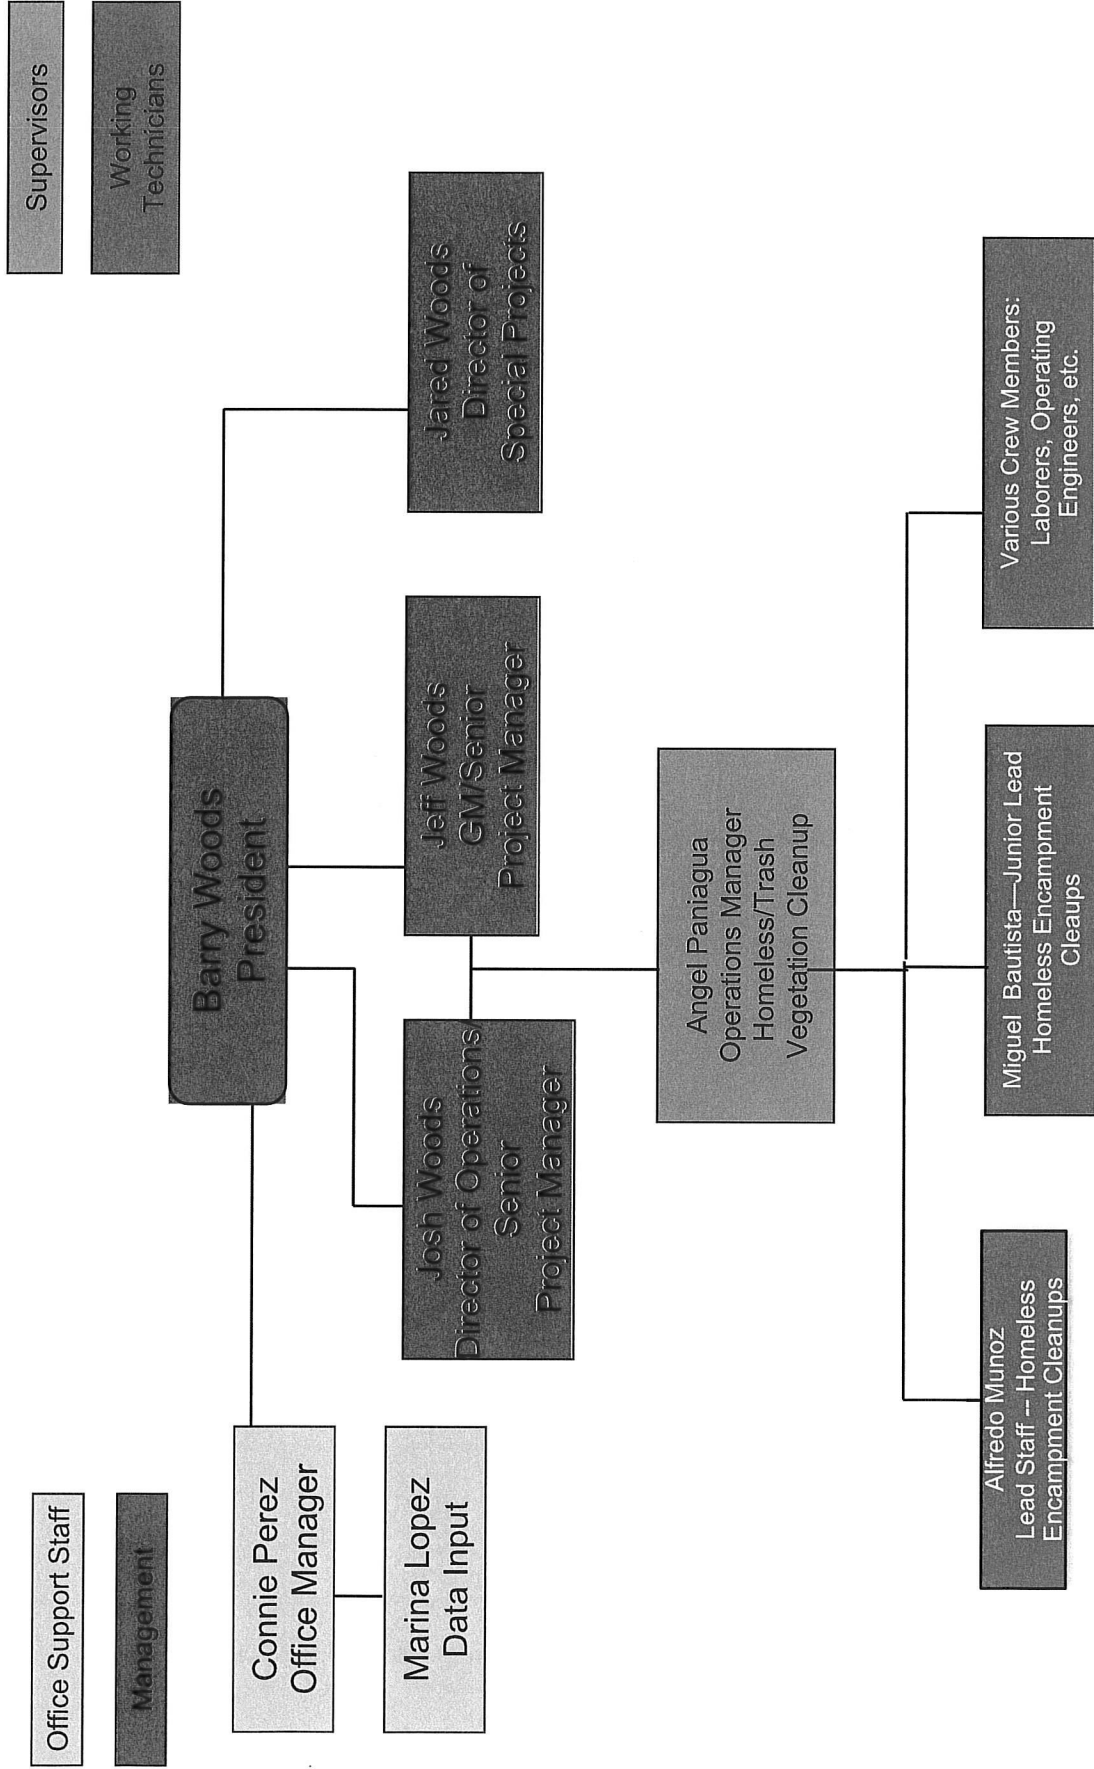 Office Support Staff
Management
Supervisors
Working
Technicians
Barry Woods
President
Connie Perez
Office Manager
Marina Lopez
Data Input
Josh Woods
Director of Operations/
Senior
Project Manager
Jeff Woods
GM/Senior
Project Manager
Jared Woods
Director of
Special Projects
Angel Paniagua
Operations Manager
Homeless/Trash
Vegetation Cleanup
Alfredo Munoz
Lead Staff -- Homeless
Encampment Cleanups
Miguel Bautista—Junior Lead
Homeless Encampment
Cleaups
Various Crew Members:
Laborers, Operating
Engineers, etc.